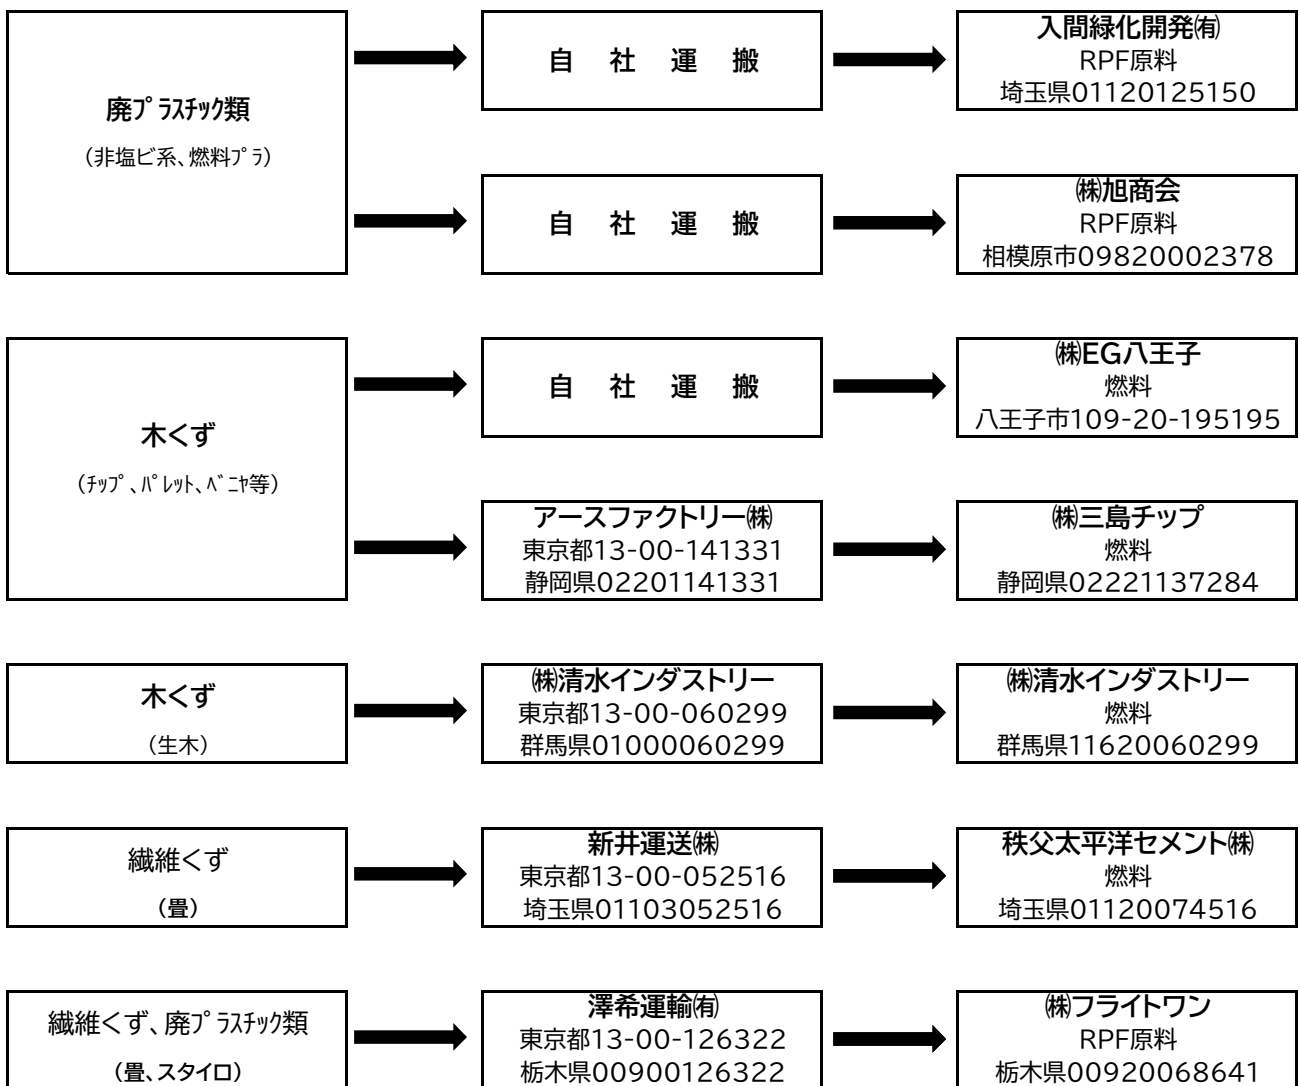 廃プラスチック類
(非塩ビ系、燃料プラ)
自 社 運 搬
入間緑化開発㈲
RPF原料
埼玉県01120125150
自 社 運 搬
㈱旭商会
RPF原料
相模原市09820002378
木くず
(チップ、パレット、ベニヤ等)
自 社 運 搬
㈱EG八王子
燃料
八王子市109-20-195195
アースファクトリー㈱
東京都13-00-141331
静岡県02201141331
㈱三島チップ
燃料
静岡県02221137284
木くず
(生木)
㈱清水インダストリー
東京都13-00-060299
群馬県01000060299
㈱清水インダストリー
燃料
群馬県11620060299
繊維くず
(畳)
新井運送㈱
東京都13-00-052516
埼玉県01103052516
秩父太平洋セメント㈱
燃料
埼玉県01120074516
繊維くず、廃プラスチック類
(畳、スタイロ)
澤希運輸㈲
東京都13-00-126322
栃木県00900126322
㈱フライトワン
RPF原料
栃木県00920068641